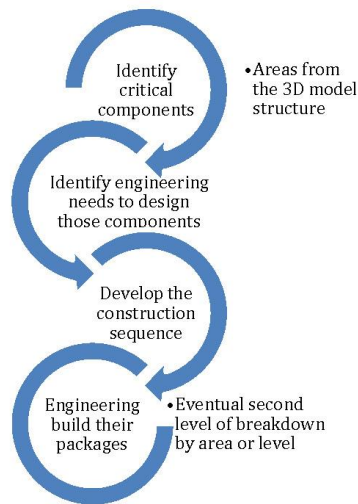 Identify
critical
components
•Areas from
the 3D model
structure
Identify engineering
needs to design
those components
Develop the
construction
sequence
Engineering
build their
packages
•Eventual second
level of breakdown
by area or level